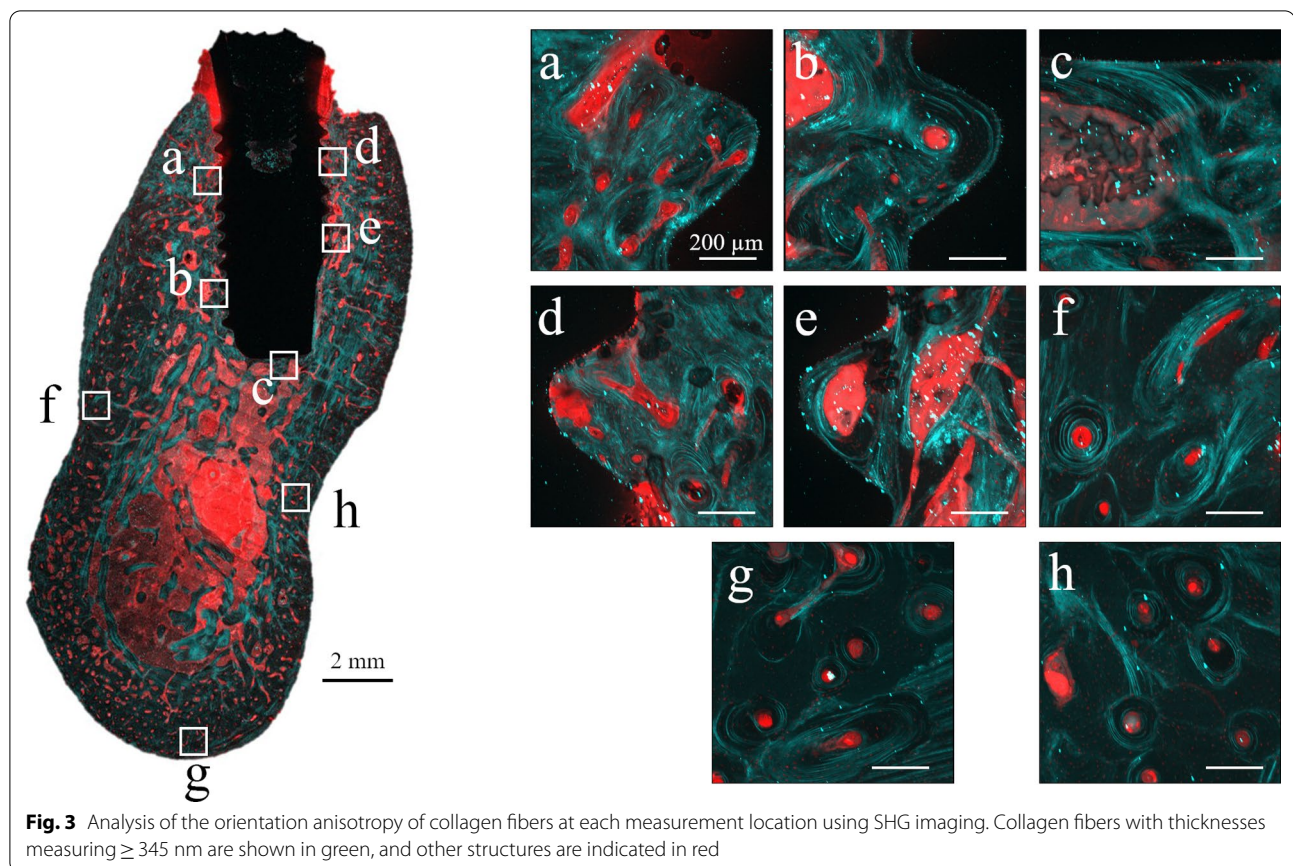 a
b
c
d
e
f
g
h
2 mm
a
200 µm
b
c
d
e
f
g
h
Fig. 3 Analysis of the orientation anisotropy of collagen fibers at each measurement location using SHG imaging. Collagen fibers with thicknesses
measuring ≥ 345 nm are shown in green, and other structures are indicated in red